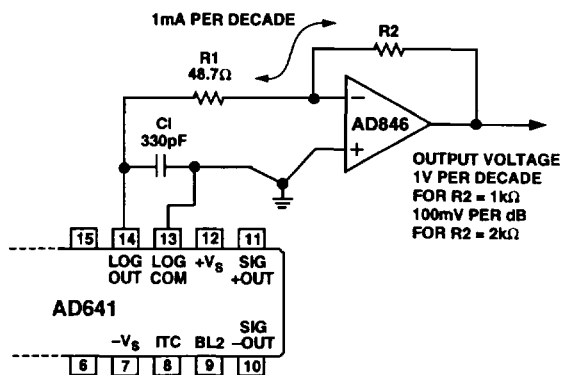 1mA PER DECADE
R1
48.7Ω
R2
CI
330pF
−
AD846
+
OUTPUT VOLTAGE
1V PER DECADE
FOR R2 = 1kΩ
100mV PER dB
FOR R2 = 2kΩ
15 14 13 12 11
LOG OUT
LOG COM
+VS
SIG +OUT
AD641
−VS
ITC
BL2
SIG −OUT
6 7 8 9 10